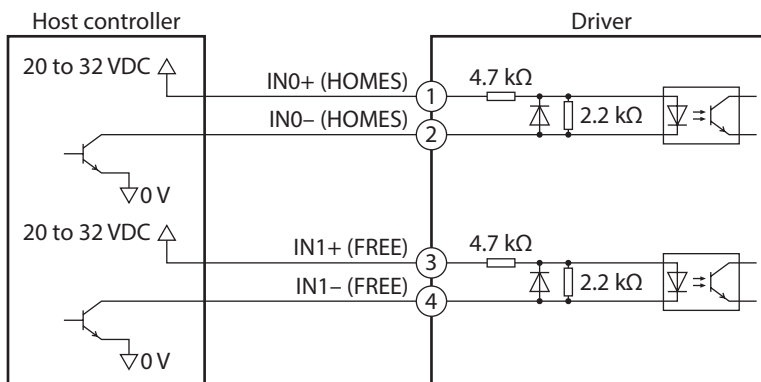 Host controller
Driver
20 to 32 VDC
IN0+ (HOMES)
1
4.7 kΩ
IN0– (HOMES)
2
2.2 kΩ
0 V
20 to 32 VDC
IN1+ (FREE)
3
4.7 kΩ
IN1– (FREE)
4
2.2 kΩ
0 V